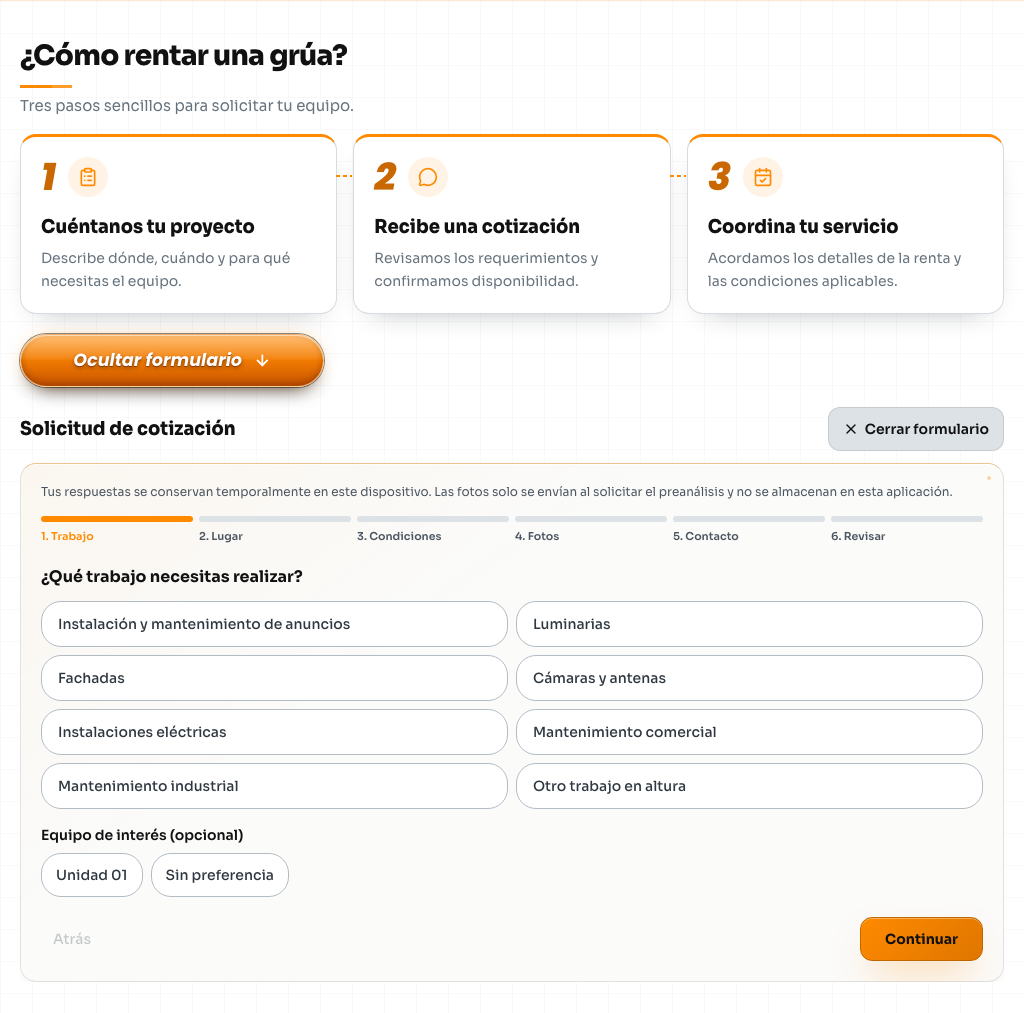 ¿Cómo rentar una grúa?
Tres pasos sencillos para solicitar tu equipo.
1
Cuéntanos tu proyecto
Describe dónde, cuándo y para qué
necesitas el equipo.
2
Recibe una cotización
Revisamos los requerimientos y
confirmamos disponibilidad.
3
Coordina tu servicio
Acordamos los detalles de la renta y
las condiciones aplicables.
Ocultar formulario ↓
Solicitud de cotización
Cerrar formulario
Tus respuestas se conservan temporalmente en este dispositivo. Las fotos solo se envían al solicitar el preanálisis y no se almacenan en esta aplicación.
1. Trabajo
2. Lugar
3. Condiciones
4. Fotos
5. Contacto
6. Revisar
¿Qué trabajo necesitas realizar?
Instalación y mantenimiento de anuncios
Luminarias
Fachadas
Cámaras y antenas
Instalaciones eléctricas
Mantenimiento comercial
Mantenimiento industrial
Otro trabajo en altura
Equipo de interés (opcional)
Unidad 01
Sin preferencia
Atrás
Continuar